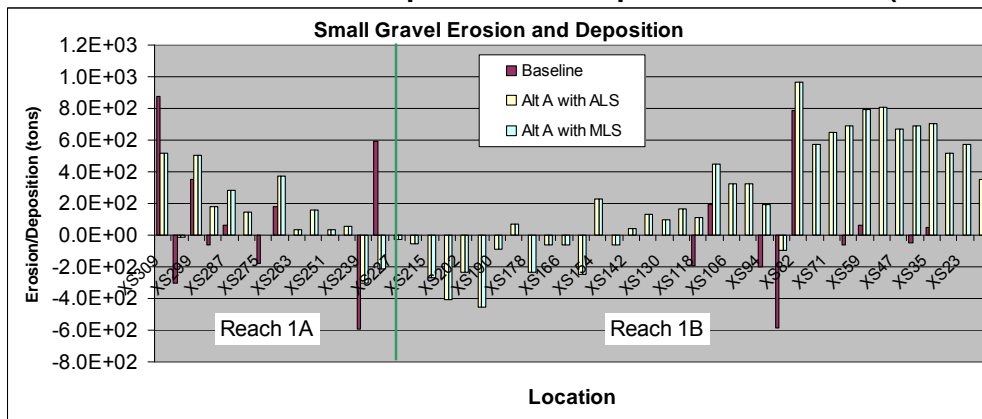 Small Gravel Erosion and Deposition
Erosion/Deposition (tons)
1.2E+03
1.0E+03
8.0E+02
6.0E+02
4.0E+02
2.0E+02
0.0E+00
-2.0E+02
-4.0E+02
-6.0E+02
-8.0E+02
Baseline
Alt A with ALS
Alt A with MLS
XS309
XS299
XS287
XS275
XS263
XS251
XS239
XS227
XS215
XS202
XS190
XS178
XS166
XS154
XS142
XS130
XS118
XS106
XS94
XS82
XS71
XS59
XS47
XS35
XS23
Reach 1A
Reach 1B
Location